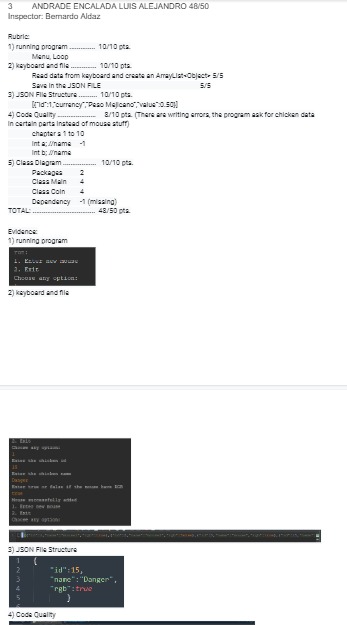 3 ANDRADE ENCALADA LUIS ALEJANDRO 48/50
Inspector: Bernardo Aldaz
Rubric:
1) running program .............. 10/10 pts.
Menu, Loop
2) keyboard and file .............. 10/10 pts.
Read data from keyboard and create an ArrayList<Object> 5/5
Save in the JSON FILE 5/5
3) JSON File Structure ......... 10/10 pts.
[{"id":1,"currency":"Peso Mejicano","value":0.50}]
4) Code Quality .................... 8/10 pts. (There are writing errors, the program ask for chicken data
in certain parts instead of mouse stuff)
chapter s 1 to 10
Int a; //name -1
Int b; //name
5) Class Diagram ................. 10/10 pts.
Packages 2
Class Main 4
Class Coin 4
Dependency -1 (missing)
TOTAL: ................................ 48/50 pts.
Evidence:
1) running program
run:
1. Enter new mouse
2. Exit
Choose any option:
2) keyboard and file
2. Exit
Choose any option:
1
Enter the chicken id
Enter the chicken name
Danger
Enter true or false if the mouse have RGB
true
Mouse successfully added
1. Enter new mouse
2. Exit
Choose any option:
3) JSON File Structure
1 {
2 "id":15,
3 "name":"Danger",
4 "rgb":true
5 }
4) Code Quality